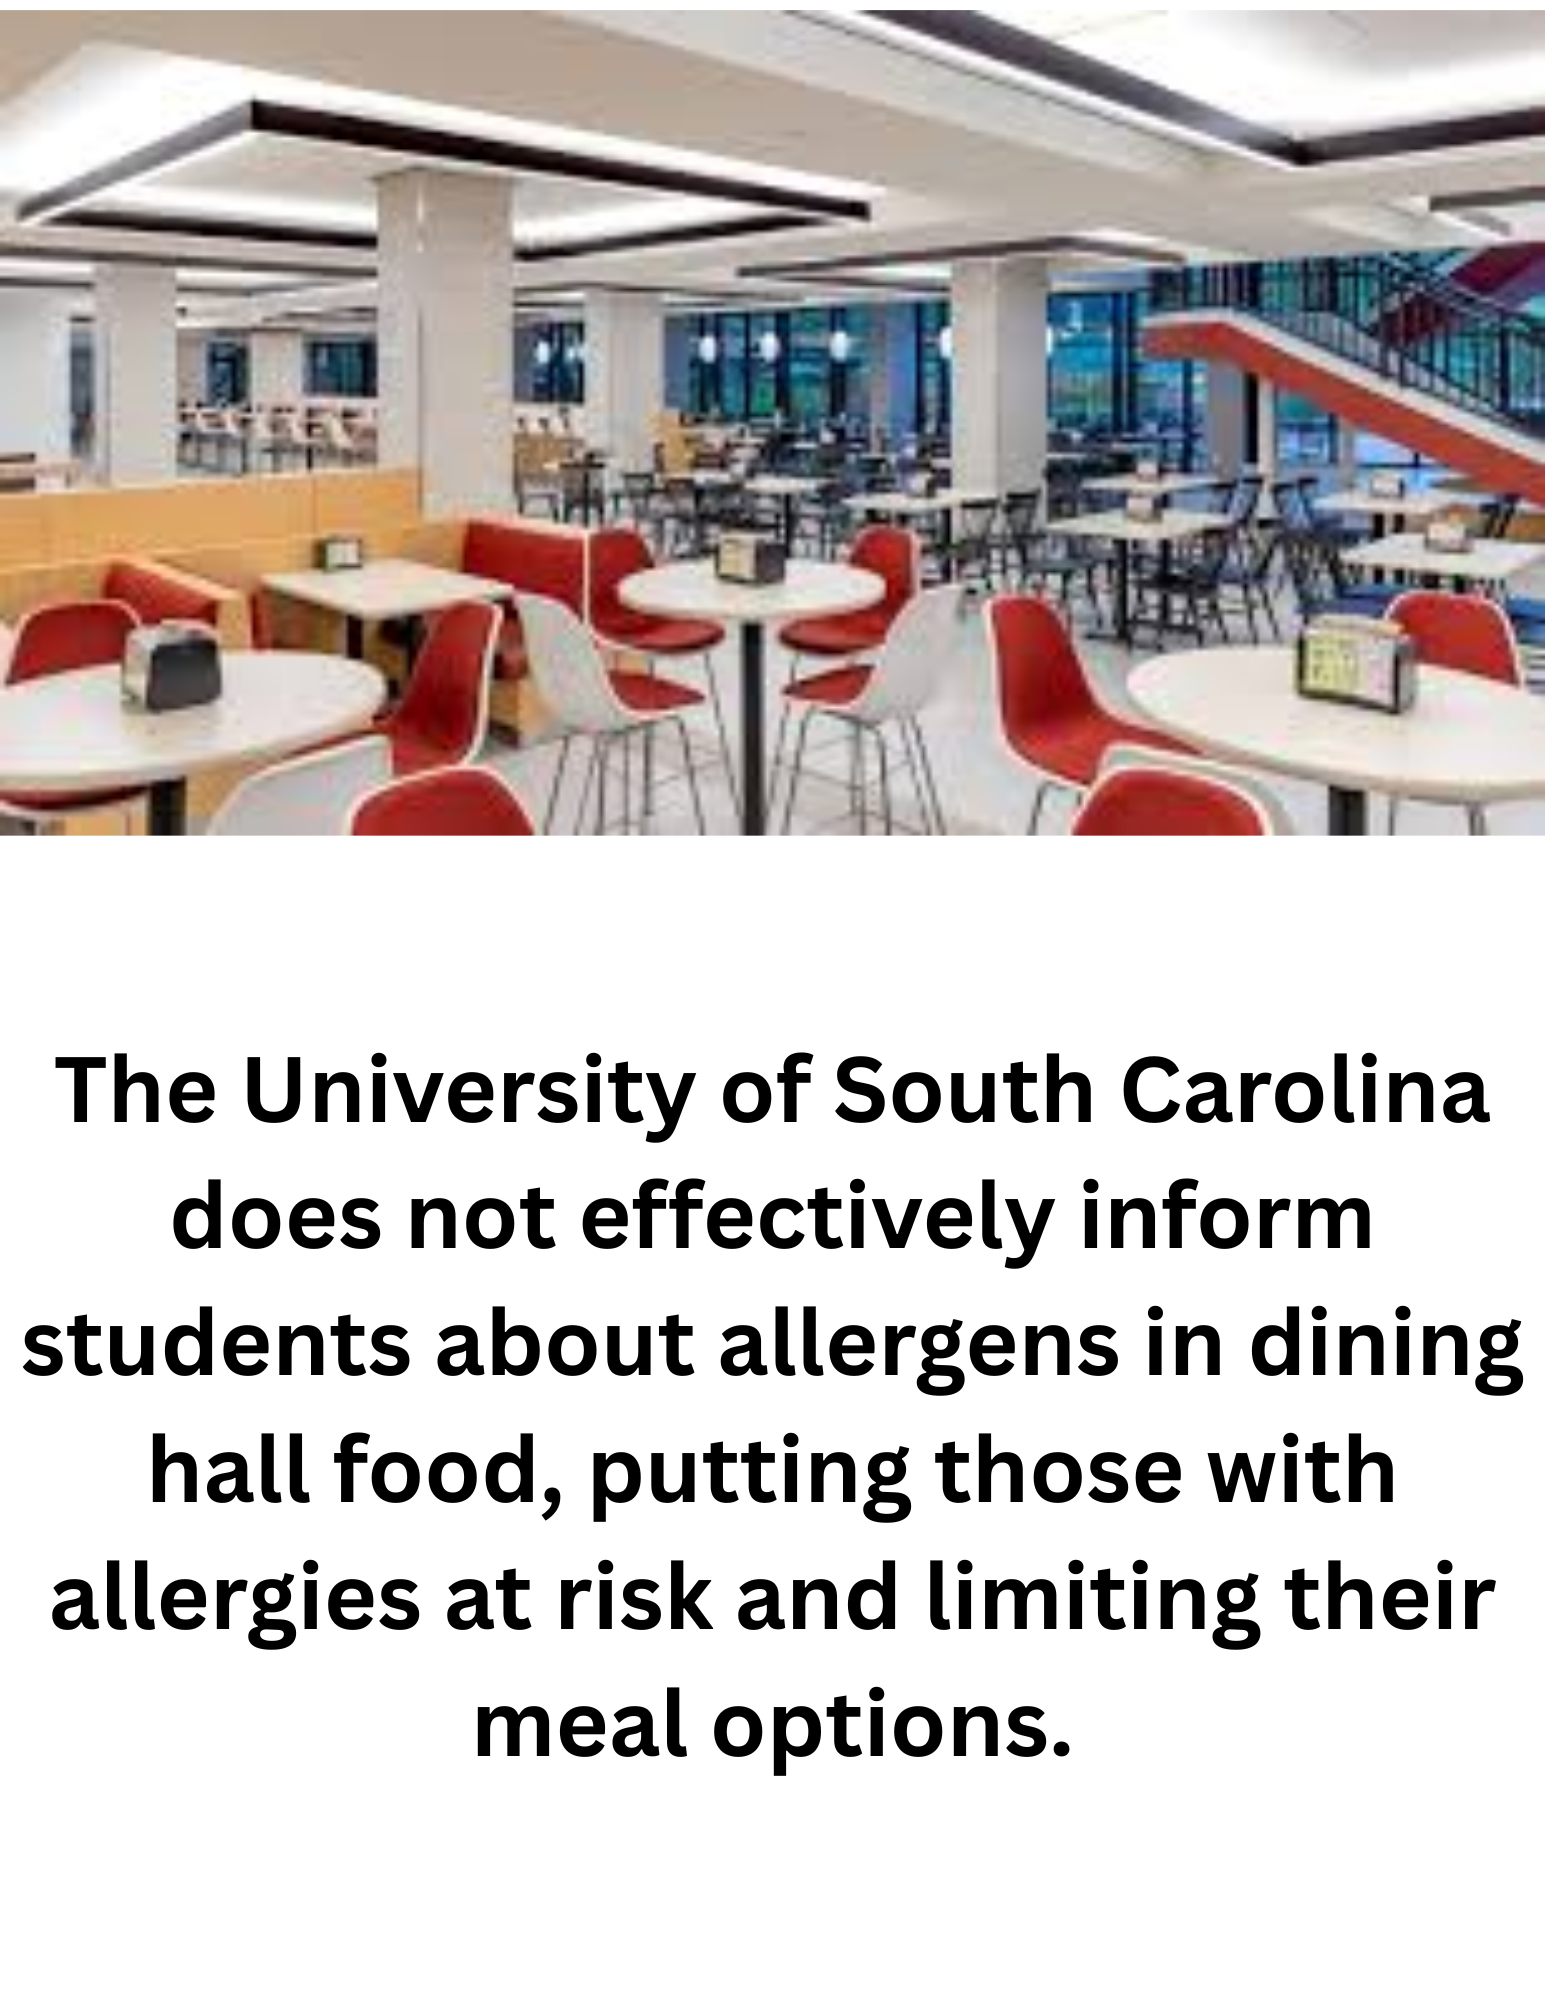 The University of South Carolina
does not effectively inform
students about allergens in dining
hall food, putting those with
allergies at risk and limiting their
meal options.